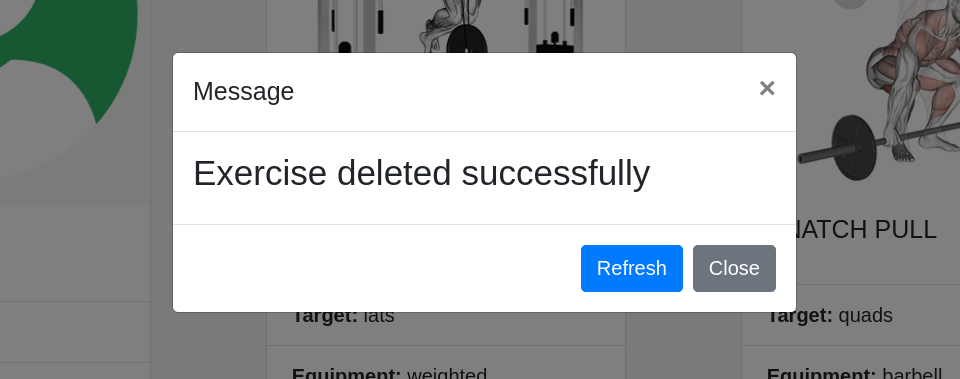 Message
×
Exercise deleted successfully
Refresh Close
NATCH PULL
Target: lats
Target: quads
Equipment: weighted
Equipment: barbell